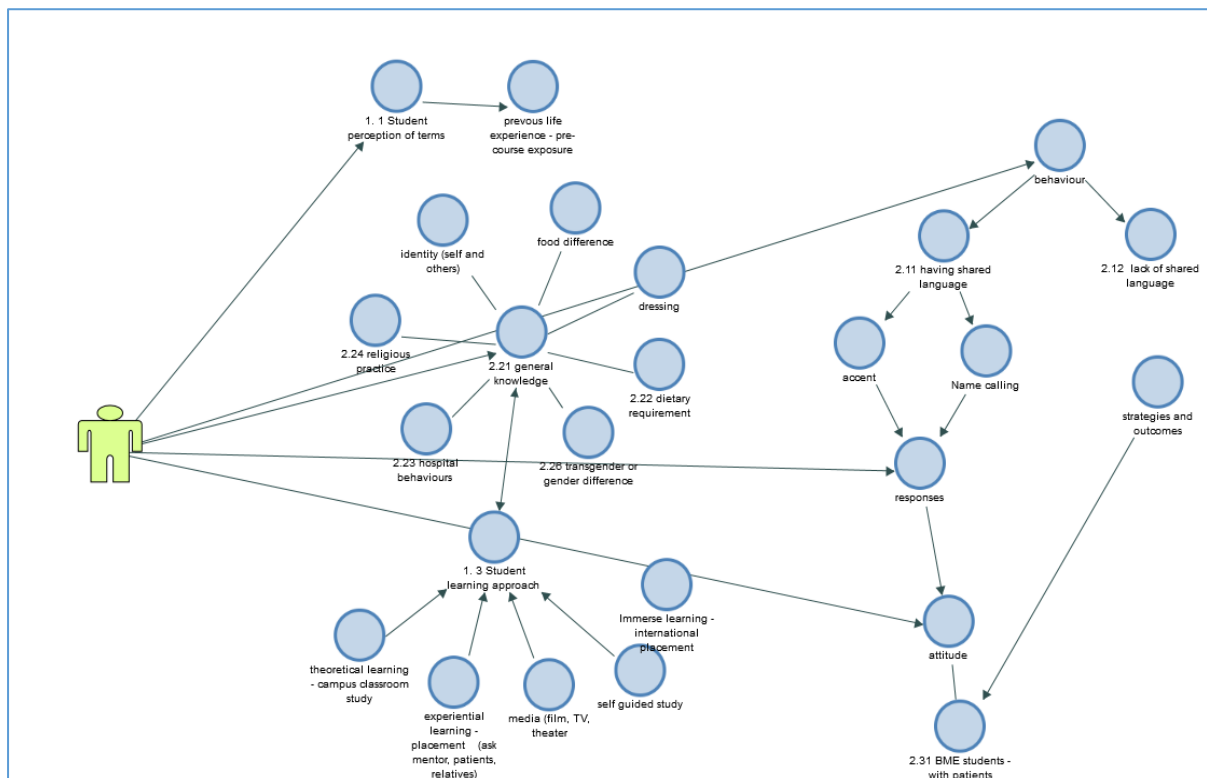 1. 1 Student
perception of terms
prevous life
experience - pre-
course exposure
behaviour
identity (self and
others)
food difference
dressing
2.11 having shared
language
2.12 lack of shared
language
2.24 religious
practice
2.21 general
knowledge
2.22 dietary
requirement
accent
Name calling
strategies and
outcomes
2.23 hospital
behaviours
2.26 transgender or
gender difference
responses
1. 3 Student
learning approach
Immerse learning -
international
placement
attitude
theoretical learning
- campus classroom
study
experiential
learning -
placement (ask
mentor, patients,
relatives)
media (film, TV,
theater
self guided study
2.31 BME students -
with patients